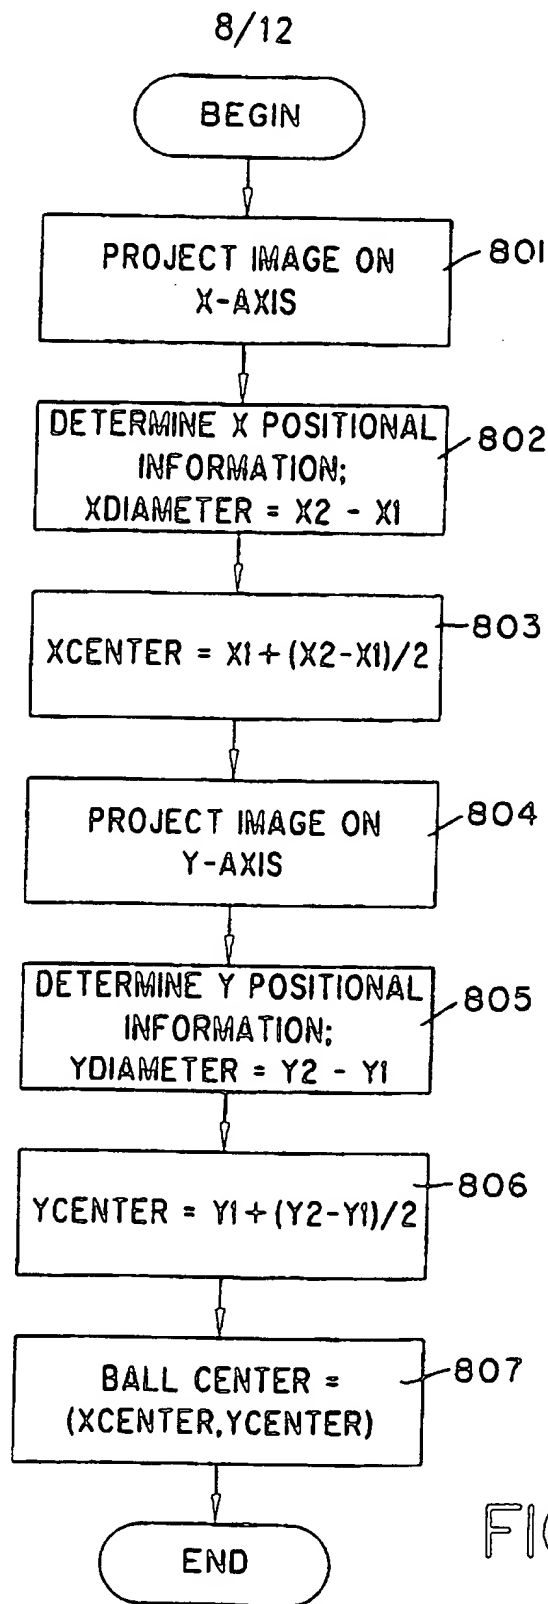 8/12
BEGIN
PROJECT IMAGE ON
X-AXIS
801
DETERMINE X POSITIONAL
INFORMATION;
XDIAMETER = X2 - X1
802
XCENTER = X1+(X2-X1)/2
803
PROJECT IMAGE ON
Y-AXIS
804
DETERMINE Y POSITIONAL
INFORMATION;
YDIAMETER = Y2 - Y1
805
YCENTER = Y1+(Y2-Y1)/2
806
BALL CENTER =
(XCENTER,YCENTER)
807
END